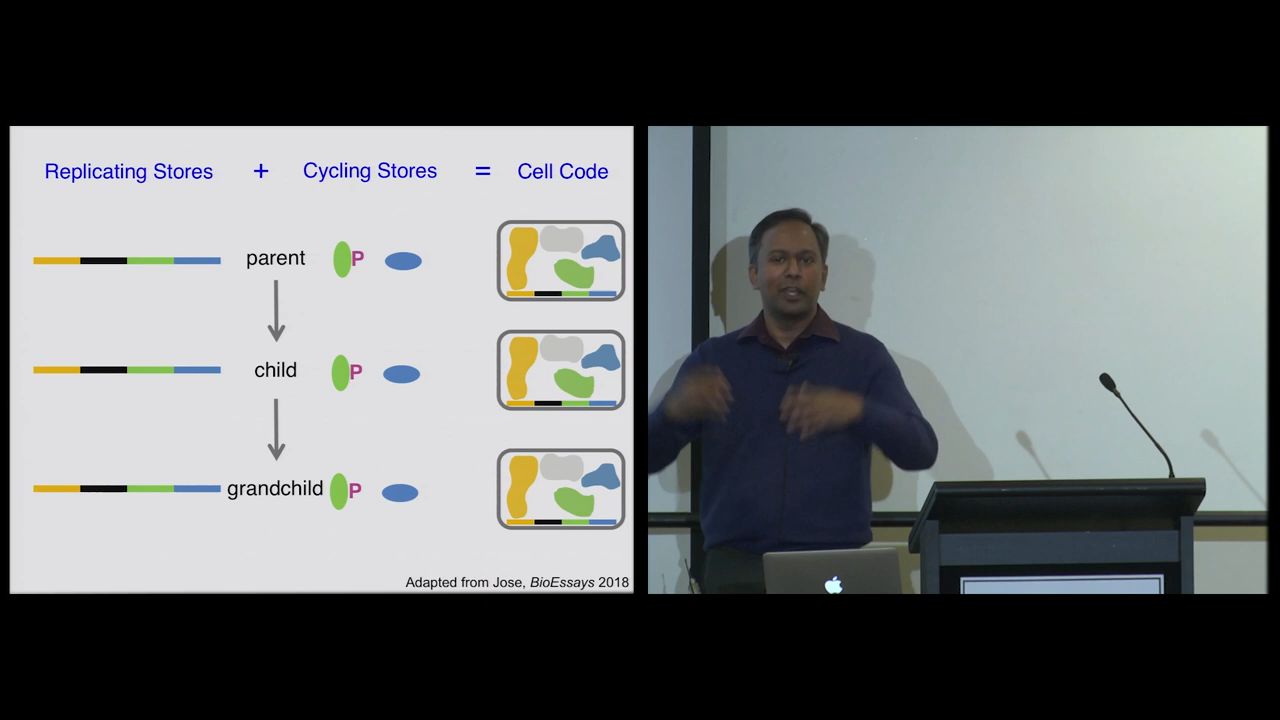 Replicating Stores + Cycling Stores = Cell Code
parent P
child P
grandchild P
Adapted from Jose, BioEssays 2018